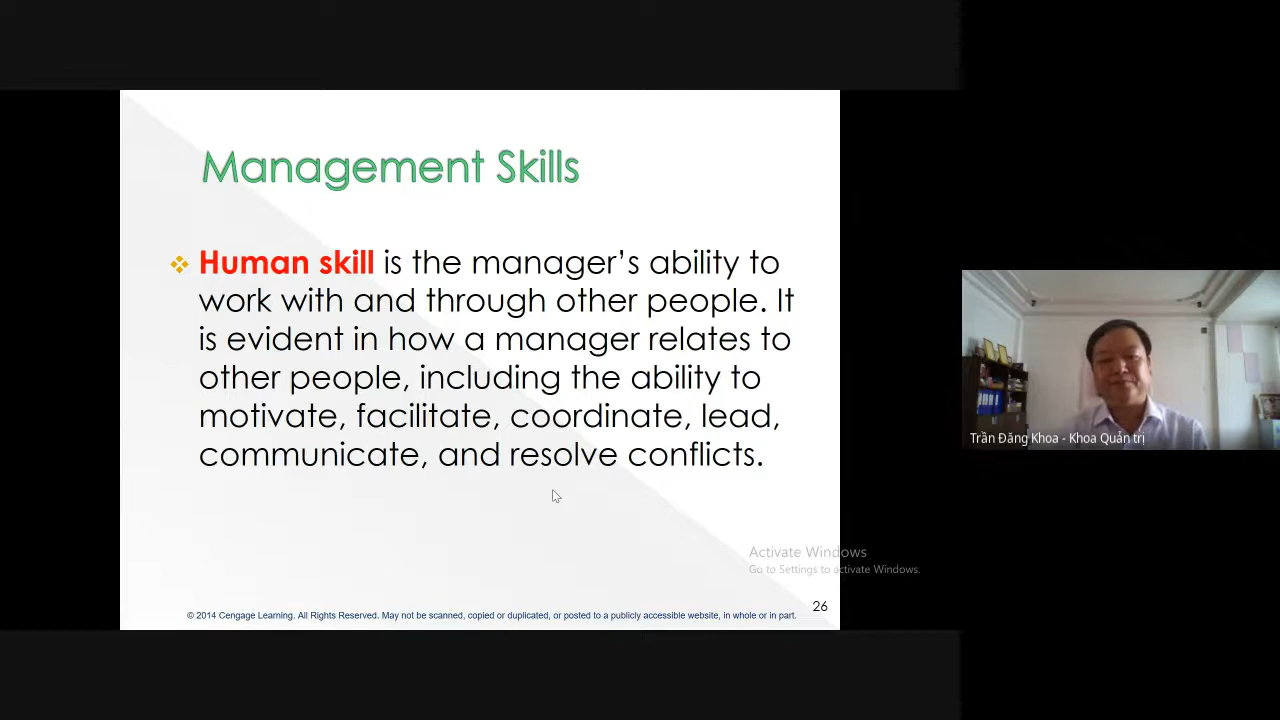 Management Skills
Human skill is the manager's ability to
work with and through other people. It
is evident in how a manager relates to
other people, including the ability to
motivate, facilitate, coordinate, lead,
communicate, and resolve conflicts.
Trần Đăng Khoa - Khoa Quản trị
Activate Windows
Go to Settings to activate Windows.
26
© 2014 Cengage Learning. All Rights Reserved. May not be scanned, copied or duplicated, or posted to a publicly accessible website, in whole or in part.